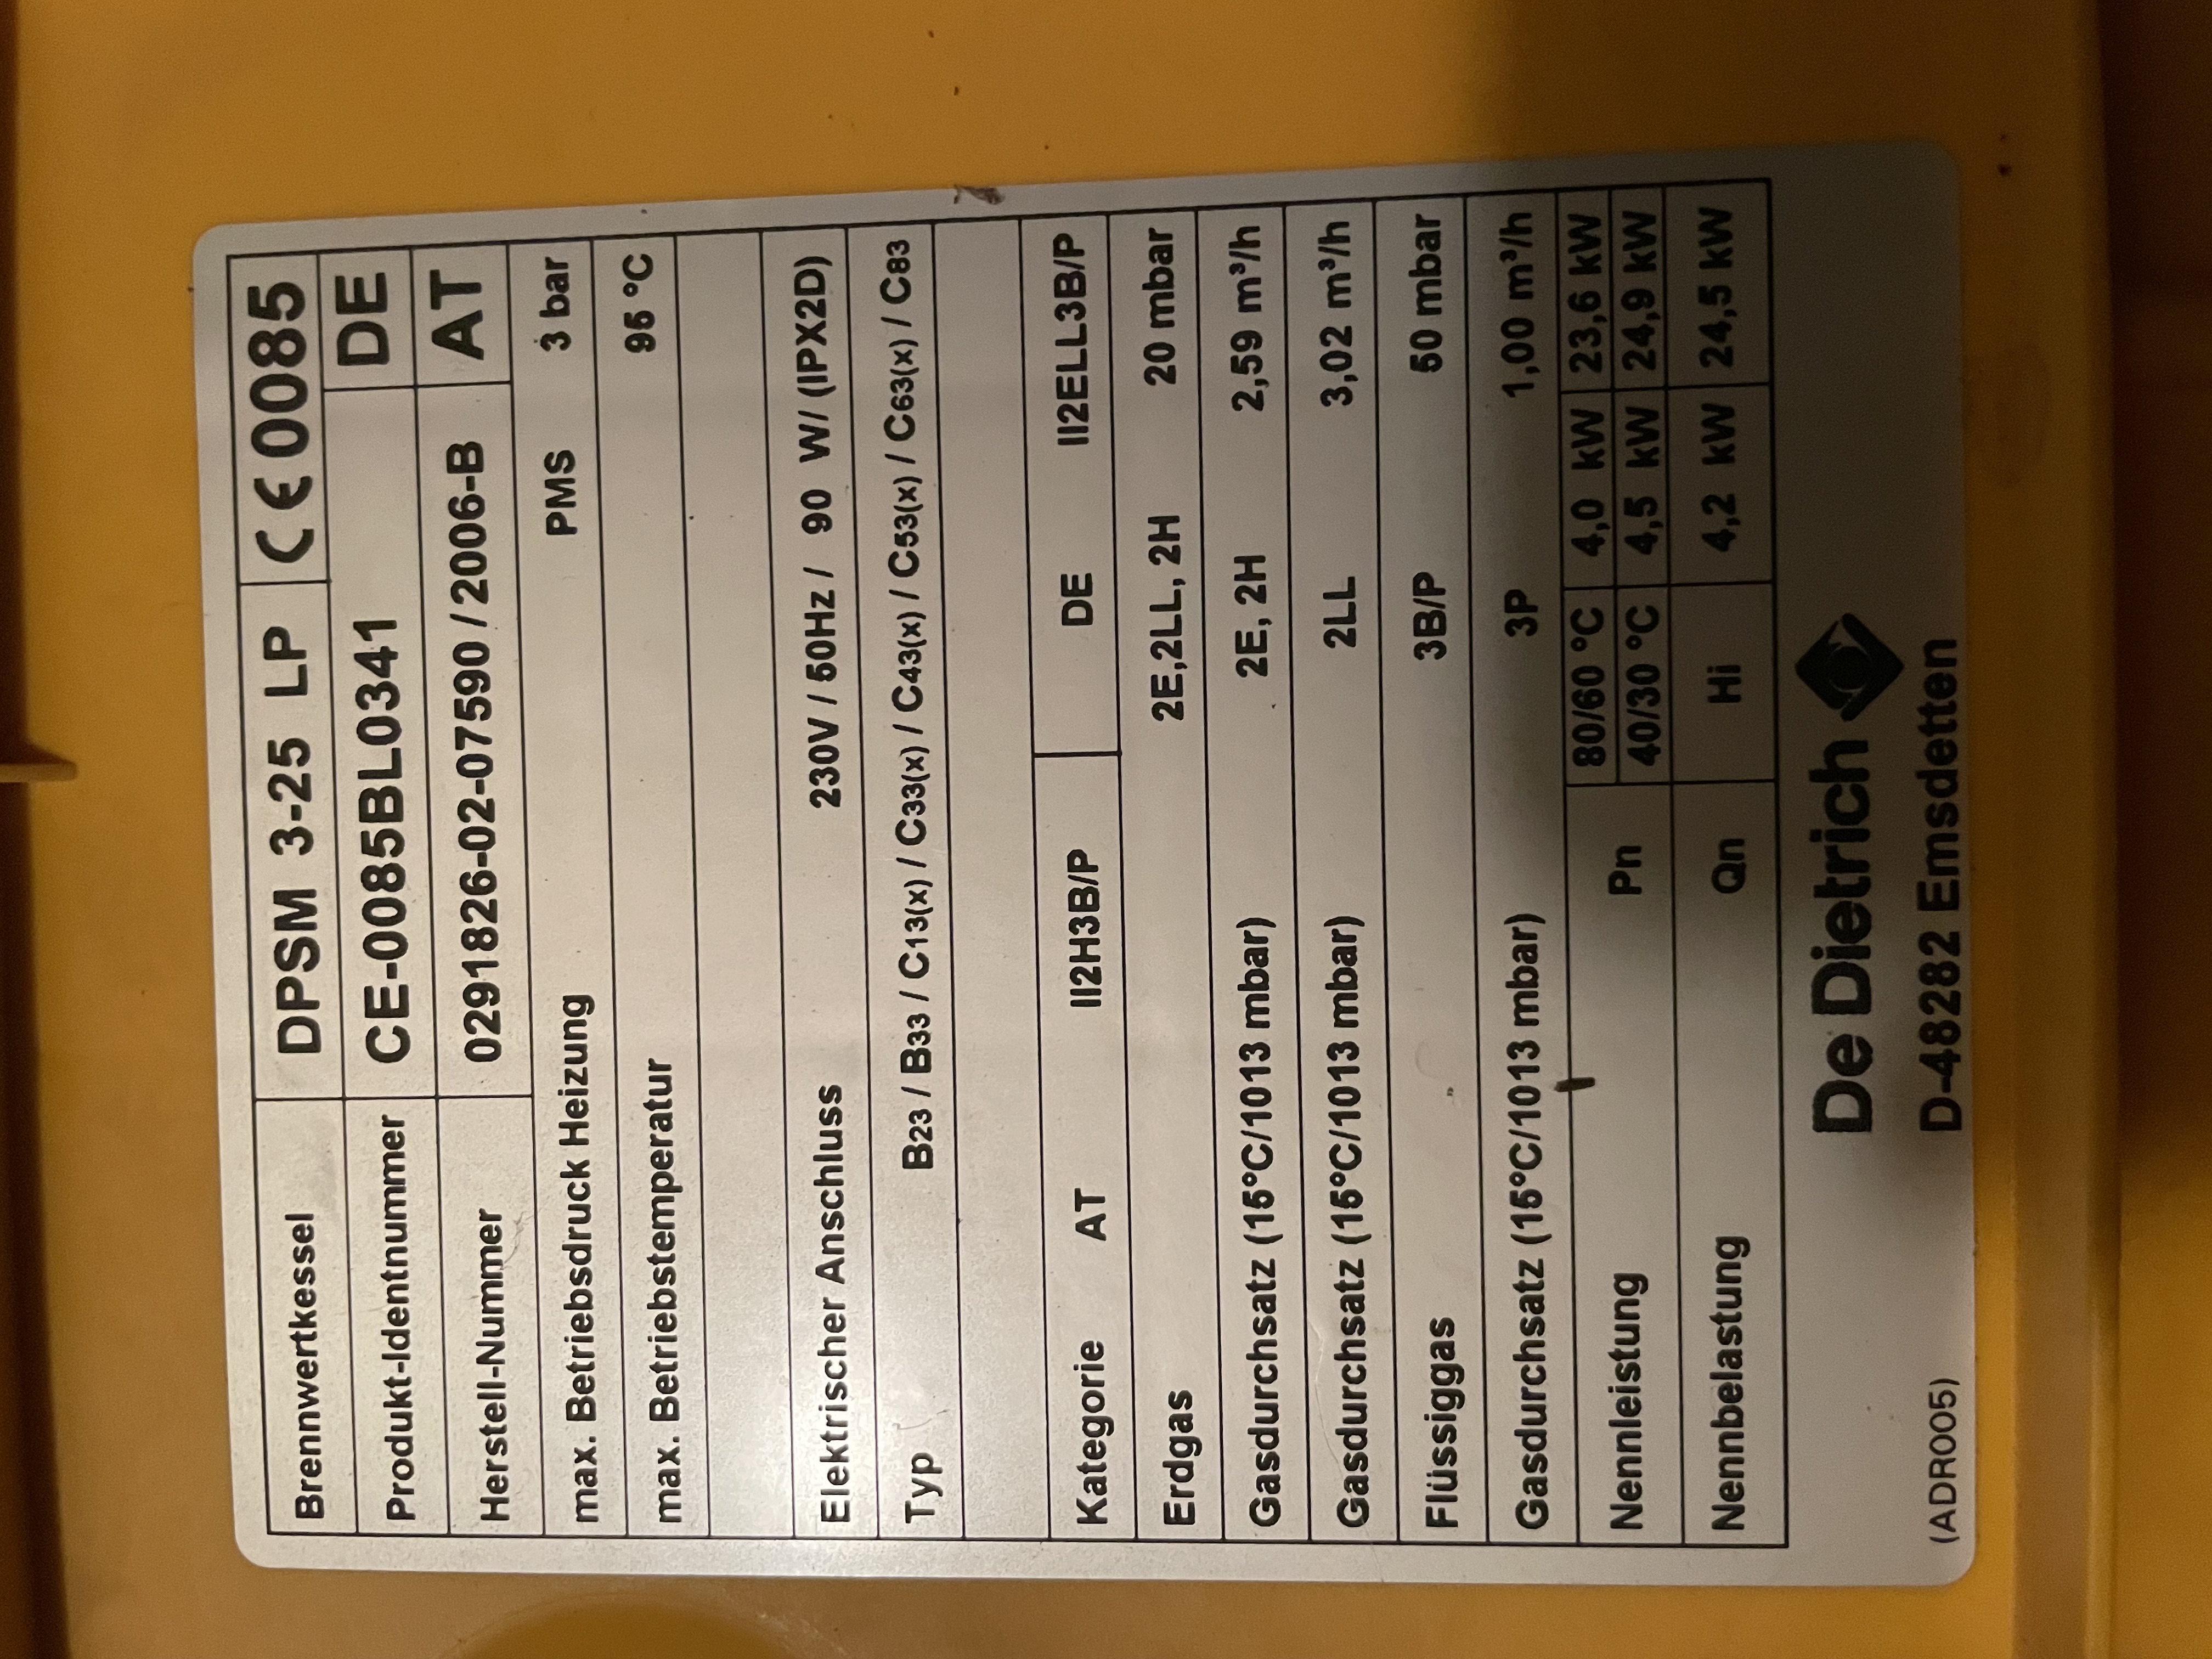 Brennwertkessel DPSM 3-25 LP CE 0085
Produkt-Identnummer CE-0085BL0341 DE
Herstell-Nummer 0291826-02-07590 / 2006-B AT
max. Betriebsdruck Heizung PMS 3 bar
max. Betriebstemperatur 95 °C
Elektrischer Anschluss 230V / 50Hz / 90 W/ (IPX2D)
Typ B23 / B33 / C13(x) / C33(x) / C43(x) / C53(x) / C63(x) / C83
Kategorie AT II2H3B/P DE II2ELL3B/P
Erdgas 2E,2LL, 2H 20 mbar
Gasdurchsatz (15°C/1013 mbar) 2E, 2H 2,59 m³/h
Gasdurchsatz (15°C/1013 mbar) 2LL 3,02 m³/h
Flüssiggas 3B/P 50 mbar
Gasdurchsatz (15°C/1013 mbar) 3P 1,00 m³/h
Nennleistung Pn 80/60 °C 4,0 kW 23,6 kW
40/30 °C 4,5 kW 24,9 kW
Nennbelastung Qn Hi 4,2 kW 24,5 kW
De Dietrich
(ADR005) D-48282 Emsdetten